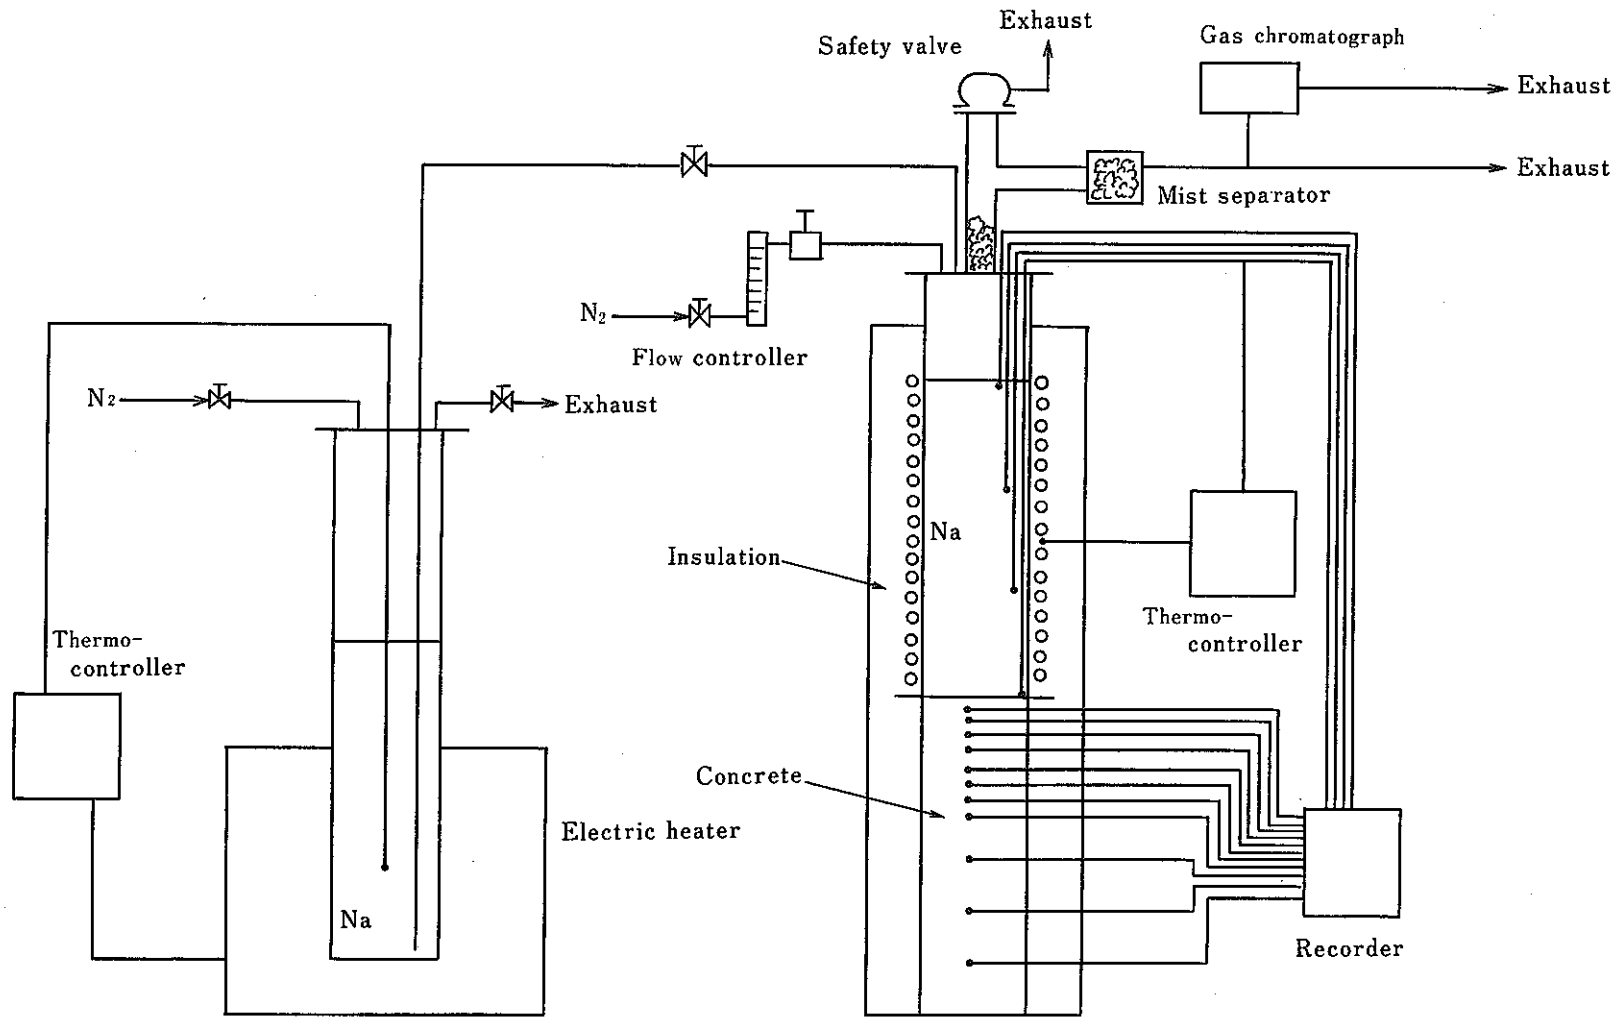 Exhaust
Safety valve
Gas chromatograph
Exhaust
Exhaust
Mist separator
N₂
Flow controller
N₂
Exhaust
Na
Insulation
Thermo-
controller
Thermo-
controller
Concrete
Electric heater
Na
Recorder